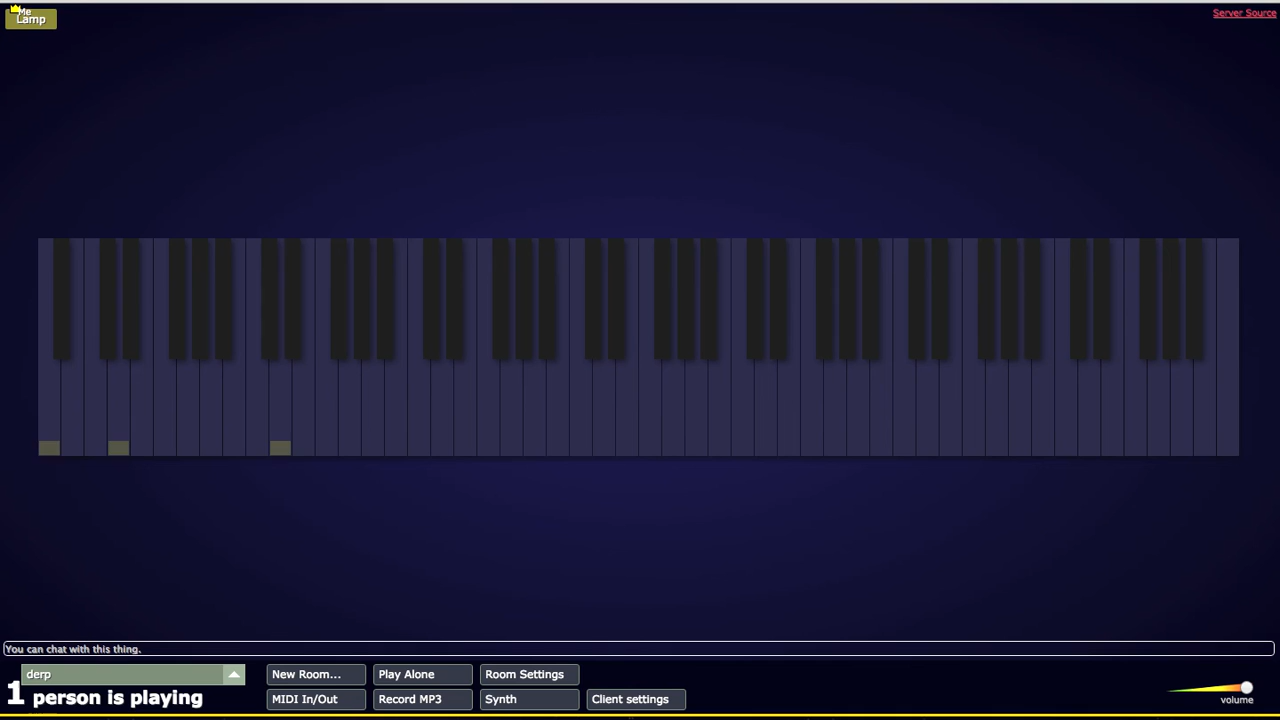 Me
Lamp
Server Source
You can chat with this thing.
derp
New Room...
Play Alone
Room Settings
1 person is playing
MIDI In/Out
Record MP3
Synth
Client settings
volume